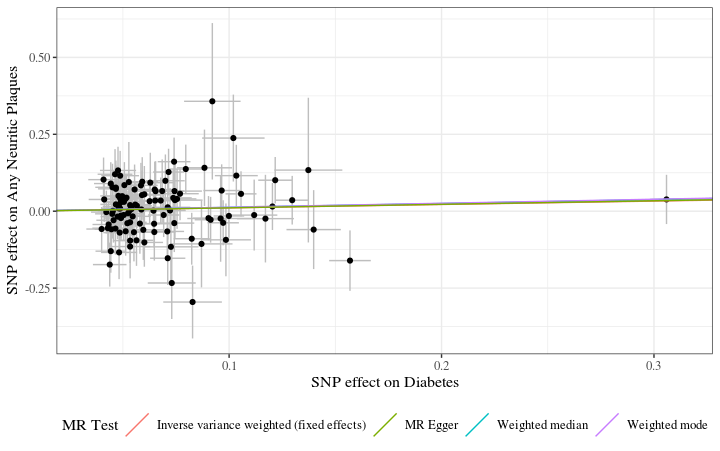 SNP effect on Any Neuritic Plaques
0.50
0.25
0.00
-0.25
0.1
0.2
0.3
SNP effect on Diabetes
MR Test
Inverse variance weighted (fixed effects)
MR Egger
Weighted median
Weighted mode